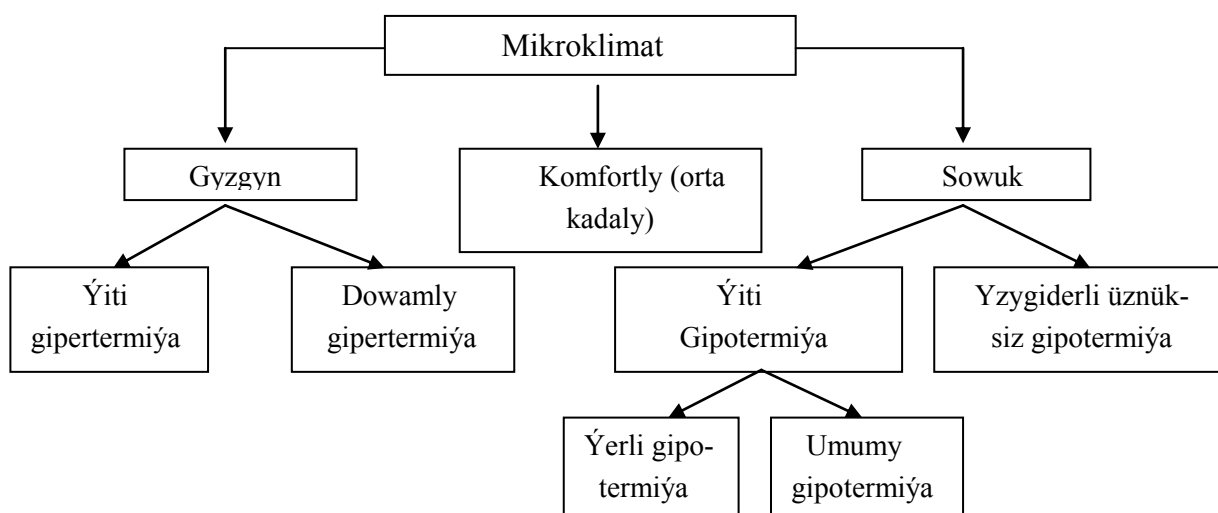 Mikroklimat
Gyzgyn
Komfortly (orta
kadaly)
Sowuk
Ýiti
gipertermiýa
Dowamly
gipertermiýa
Ýiti
Gipotermiýa
Yzygiderli üznük-
siz gipotermiýa
Ýerli gipo-
termiýa
Umumy
gipotermiýa